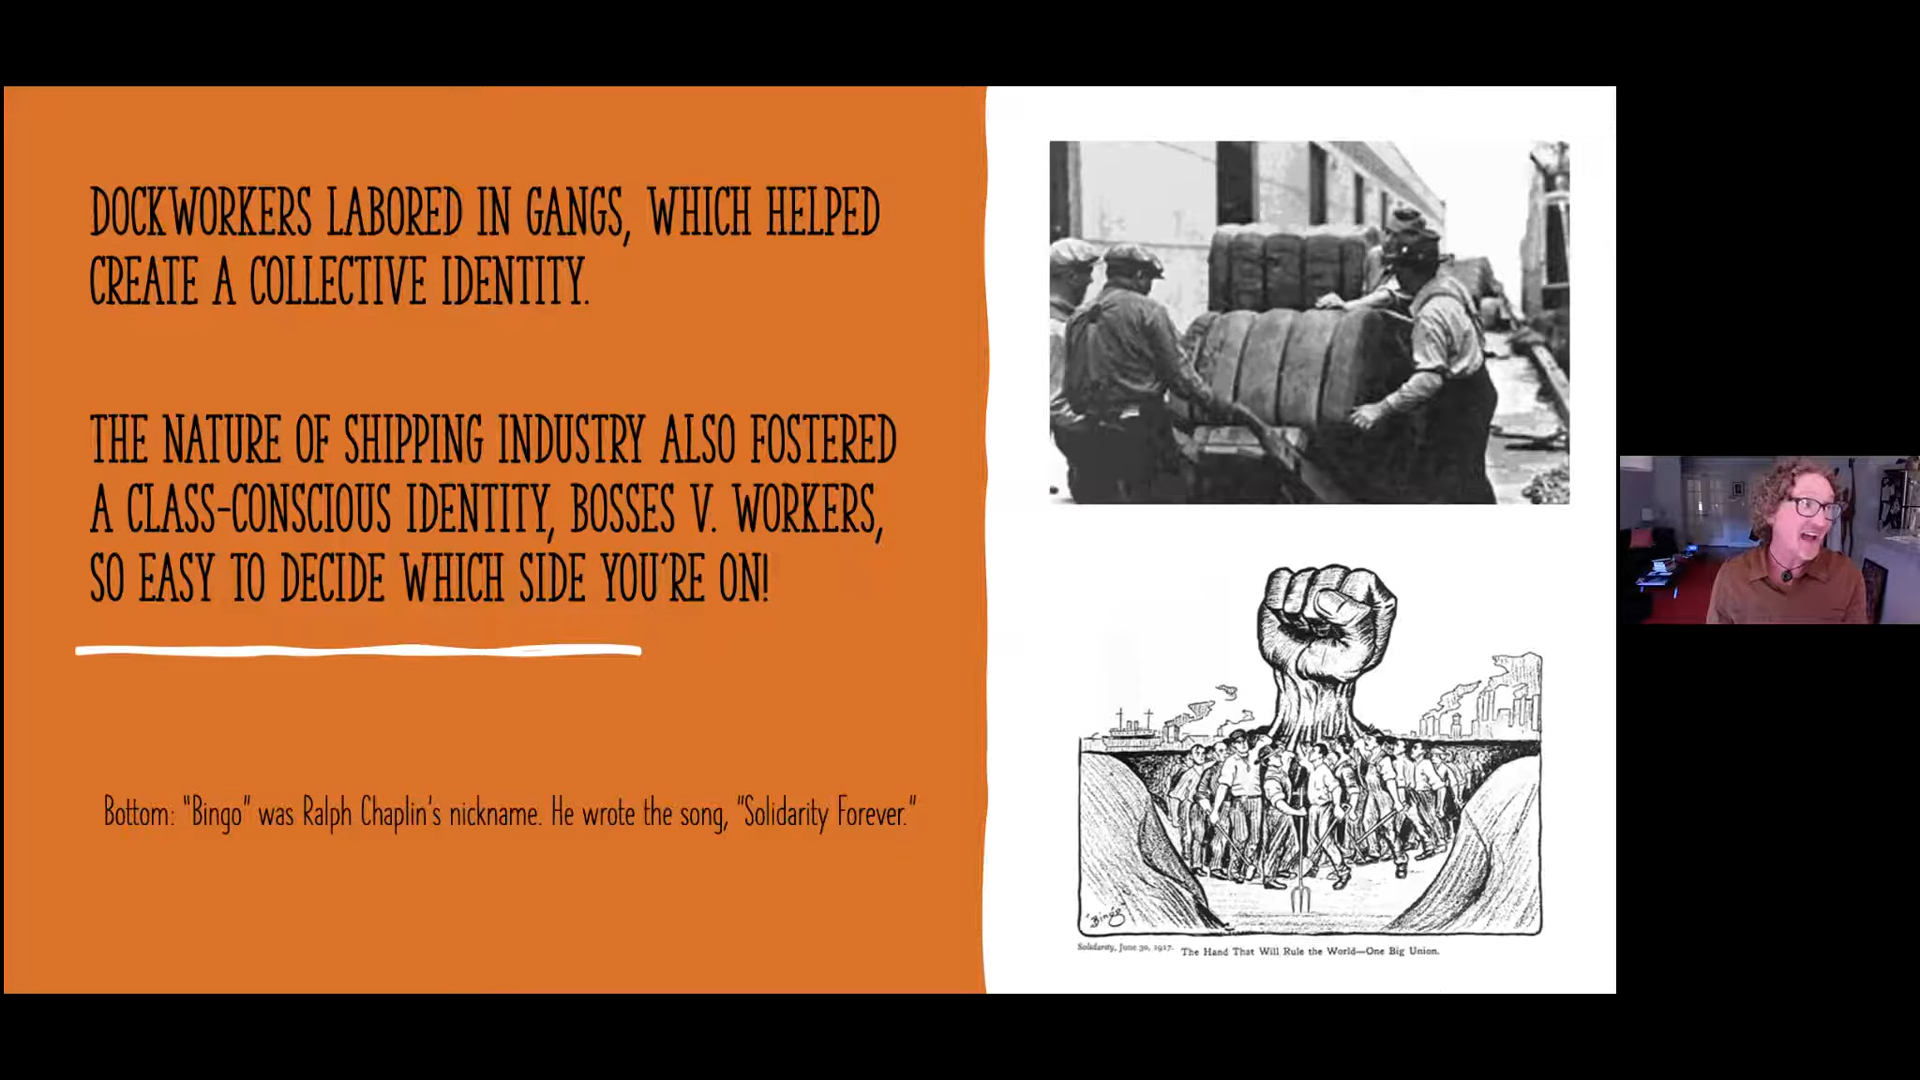 DOCKWORKERS LABORED IN GANGS, WHICH HELPED
CREATE A COLLECTIVE IDENTITY.
THE NATURE OF SHIPPING INDUSTRY ALSO FOSTERED
A CLASS-CONSCIOUS IDENTITY, BOSSES V. WORKERS,
SO EASY TO DECIDE WHICH SIDE YOU'RE ON!
Bottom: "Bingo" was Ralph Chaplin's nickname. He wrote the song, "Solidarity Forever."
"Bingo"
Solidarity, June 30, 1917. The Hand That Will Rule the World—One Big Union.